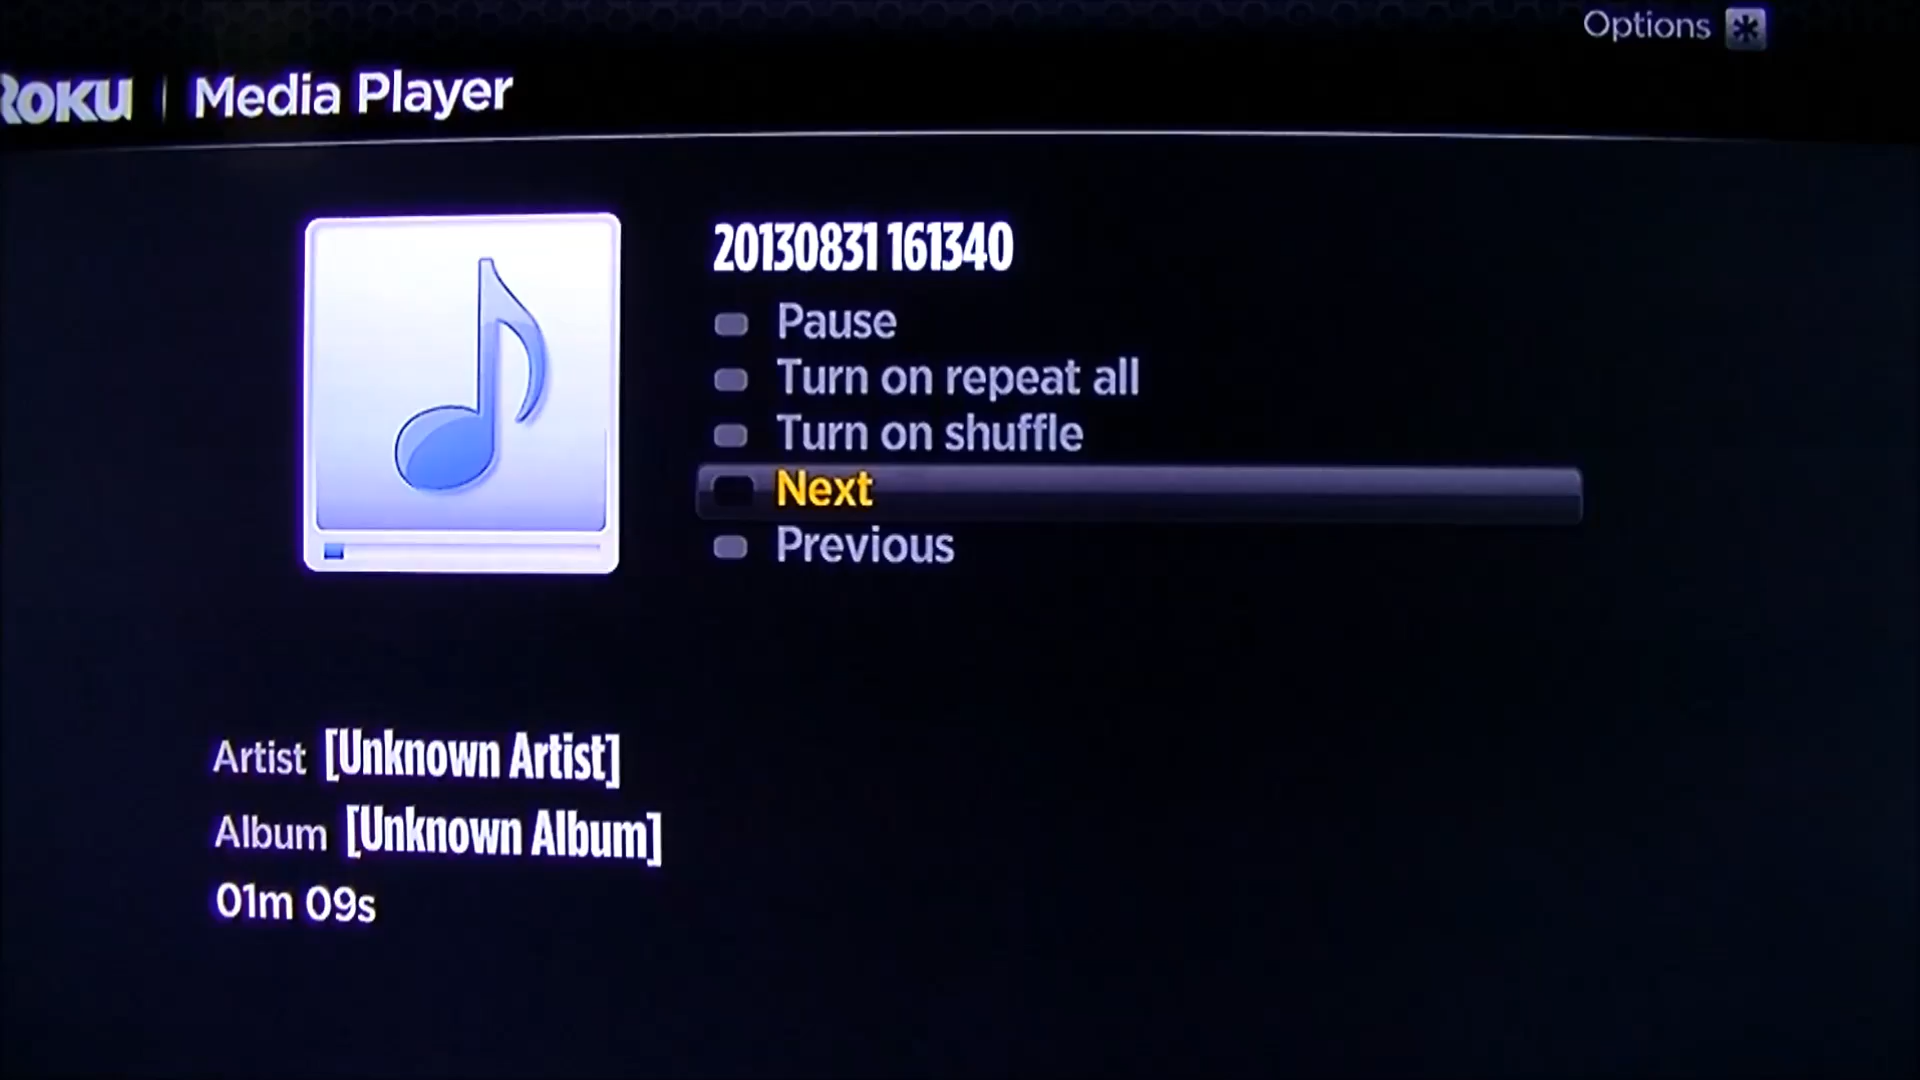 Options *
Roku | Media Player
20130831 161340
Pause
Turn on repeat all
Turn on shuffle
Next
Previous
Artist [Unknown Artist]
Album [Unknown Album]
01m 09s